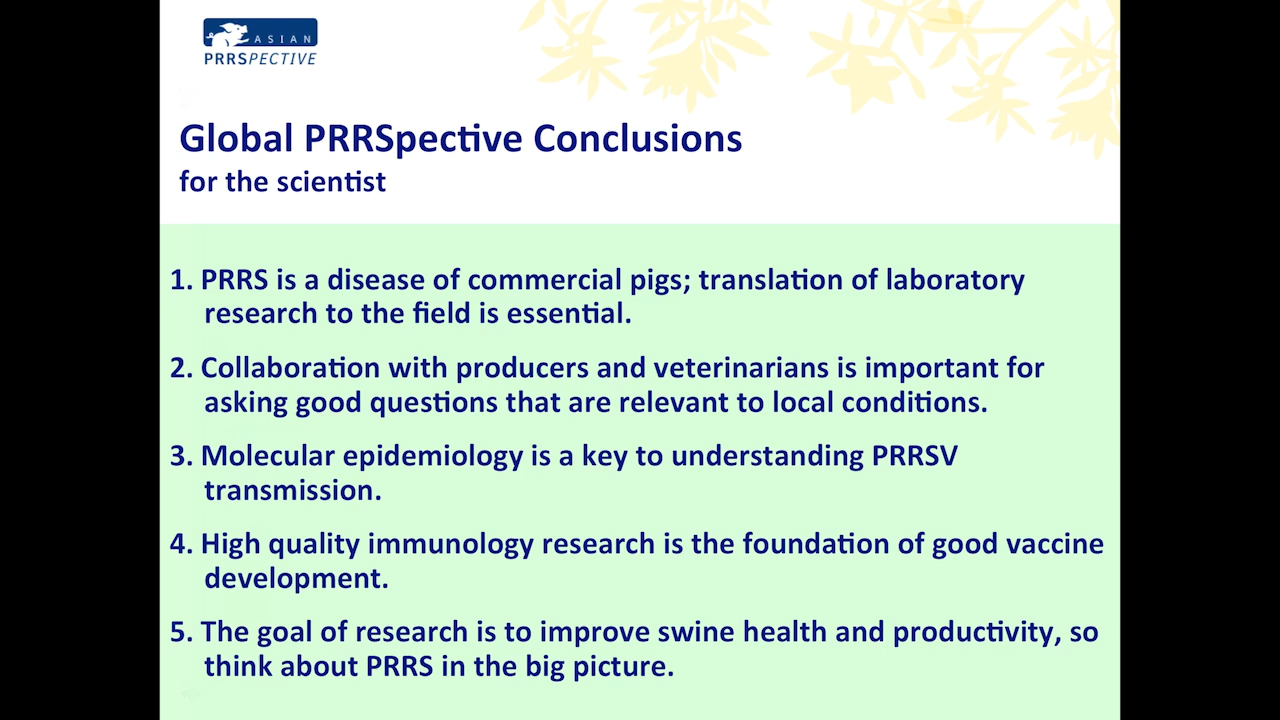 ASIAN
PRRSPECTIVE
Global PRRSpective Conclusions
for the scientist
1. PRRS is a disease of commercial pigs; translation of laboratory
research to the field is essential.
2. Collaboration with producers and veterinarians is important for
asking good questions that are relevant to local conditions.
3. Molecular epidemiology is a key to understanding PRRSV
transmission.
4. High quality immunology research is the foundation of good vaccine
development.
5. The goal of research is to improve swine health and productivity, so
think about PRRS in the big picture.